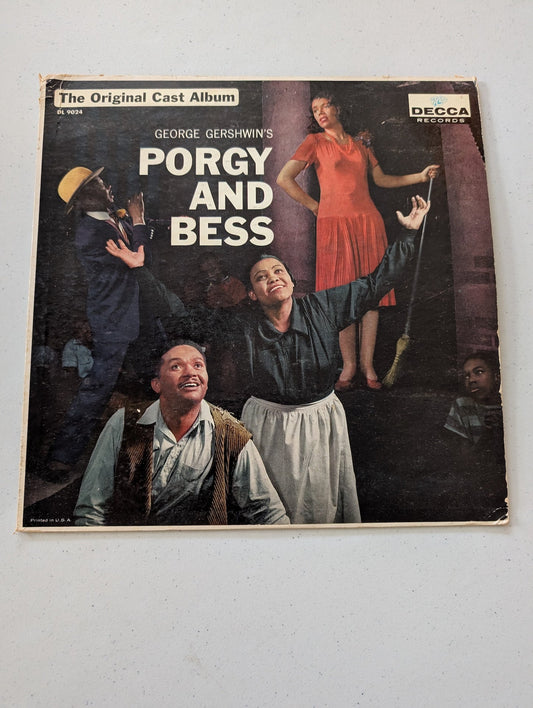 The Original Cast Album
DL 9024
DECCA
RECORDS
GEORGE GERSHWIN'S
PORGY
AND
BESS
Printed in U.S.A.